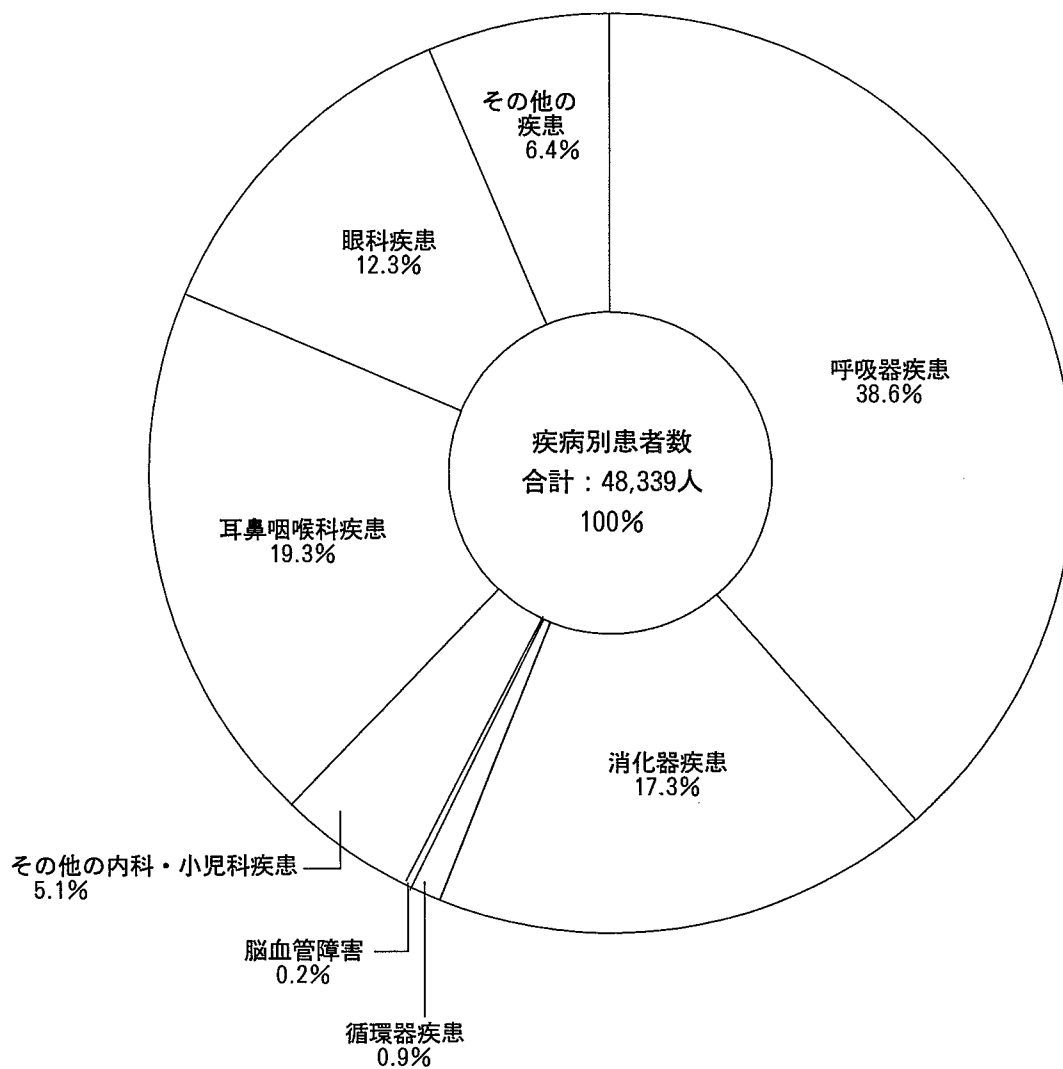 その他の
疾患
6.4%
眼科疾患
12.3%
呼吸器疾患
38.6%
疾病別患者数
合計：48,339人
100%
耳鼻咽喉科疾患
19.3%
消化器疾患
17.3%
その他の内科・小児科疾患
5.1%
脳血管障害
0.2%
循環器疾患
0.9%